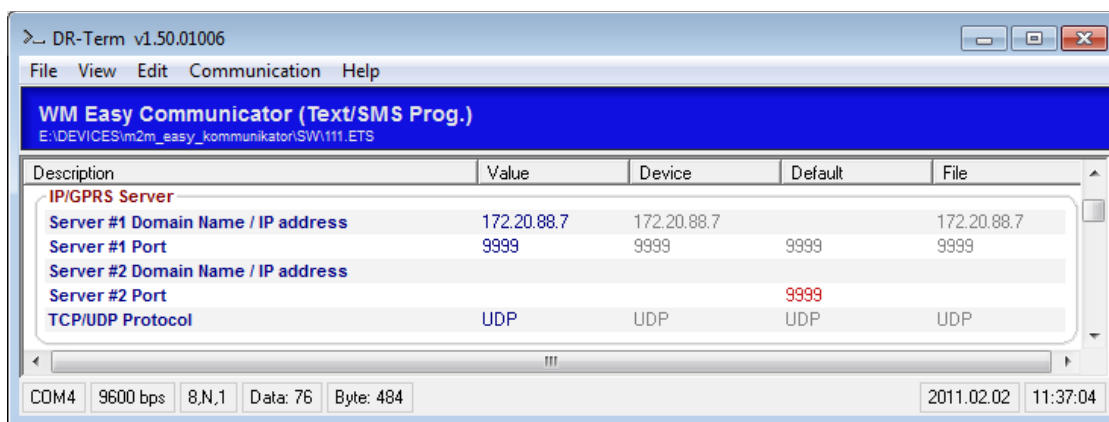 DR-Term v1.50.01006
File View Edit Communication Help
WM Easy Communicator (Text/SMS Prog.)
E:\DEVICES\m2m_easy_kommunikator\SW\111.ETS
Description Value Device Default File
IP/GPRS Server
Server #1 Domain Name / IP address 172.20.88.7 172.20.88.7 172.20.88.7
Server #1 Port 9999 9999 9999 9999
Server #2 Domain Name / IP address
Server #2 Port 9999
TCP/UDP Protocol UDP UDP UDP UDP
COM4 9600 bps 8,N,1 Data: 76 Byte: 484 2011.02.02 11:37:04